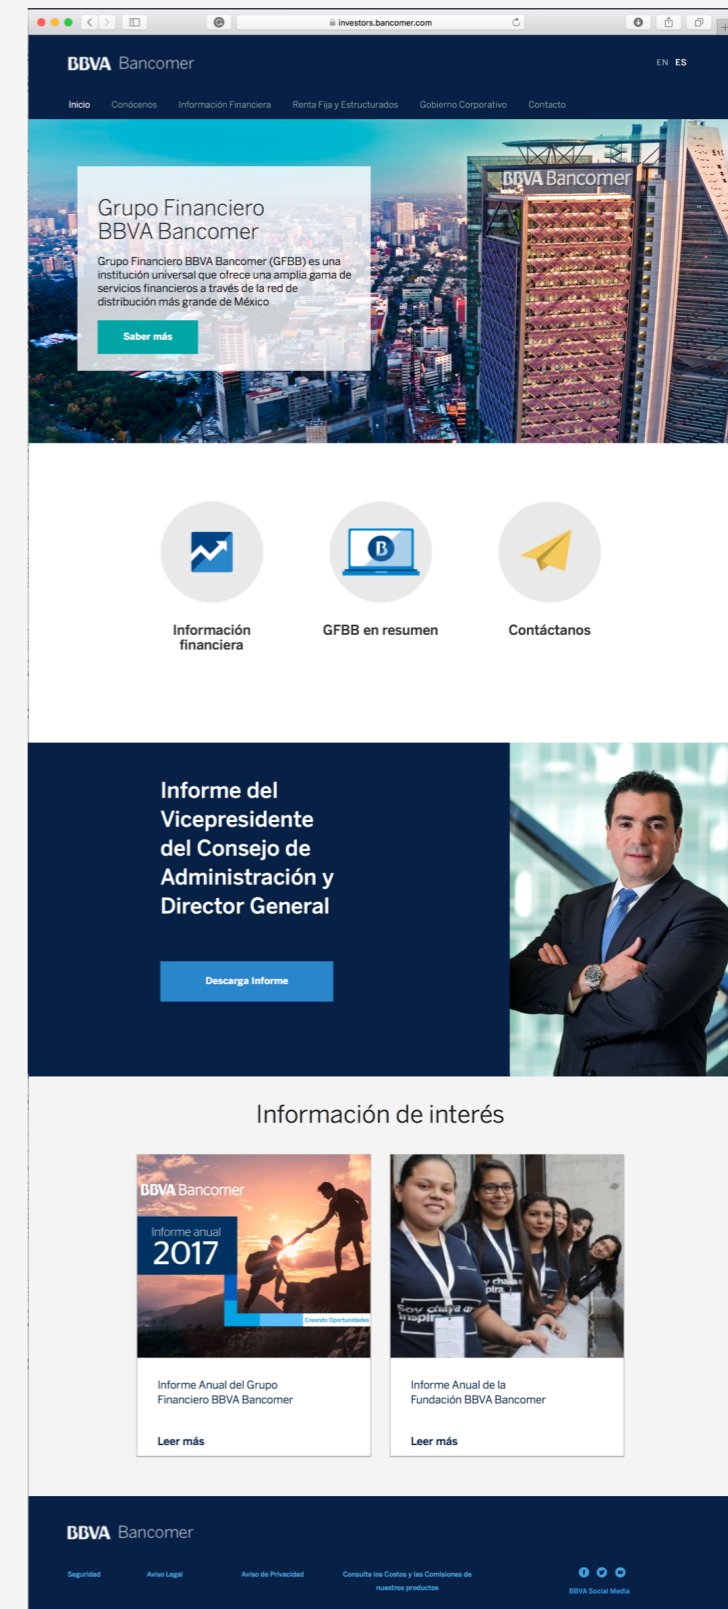 investors.bancomer.com
BBVA Bancomer
EN ES
Inicio Conócenos Información Financiera Renta Fija y Estructurados Gobierno Corporativo Contacto
BBVA Bancomer
Grupo Financiero
BBVA Bancomer
Grupo Financiero BBVA Bancomer (GFBB) es una
institución universal que ofrece una amplia gama de
servicios financieros a través de la red de
distribución más grande de México
Saber más
B
Información
financiera
GFBB en resumen
Contáctanos
Informe del
Vicepresidente
del Consejo de
Administración y
Director General
Descarga Informe
Información de interés
BBVA Bancomer
Informe anual
2017
Creando Oportunidades
Soy chava
inspira
Informe Anual del Grupo
Financiero BBVA Bancomer
Leer más
Informe Anual de la
Fundación BBVA Bancomer
Leer más
BBVA Bancomer
Seguridad Aviso Legal Aviso de Privacidad Consulta los Costos y las Comisiones de
nuestros productos
BBVA Social Media